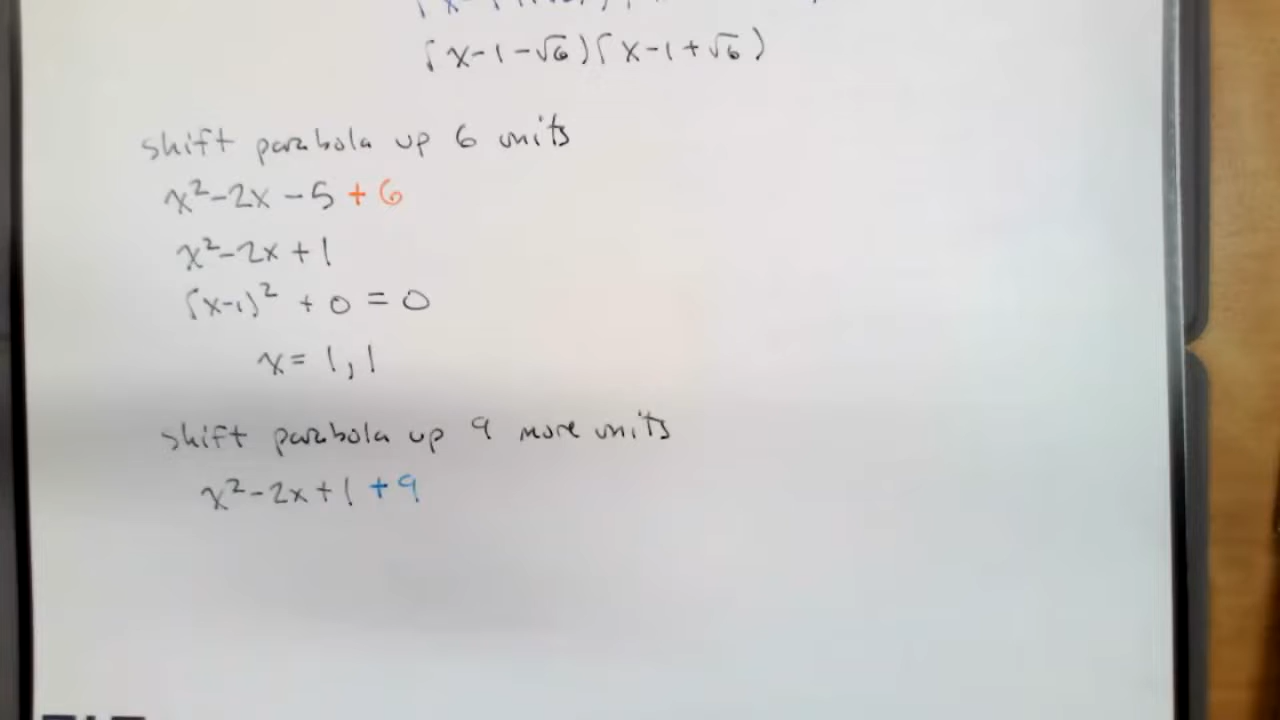 (x-1-√6)(x-1+√6)
shift parabola up 6 units
x²-2x-5+6
x²-2x+1
(x-1)²+0=0
x=1,1
shift parabola up 9 more units
x²-2x+1+9